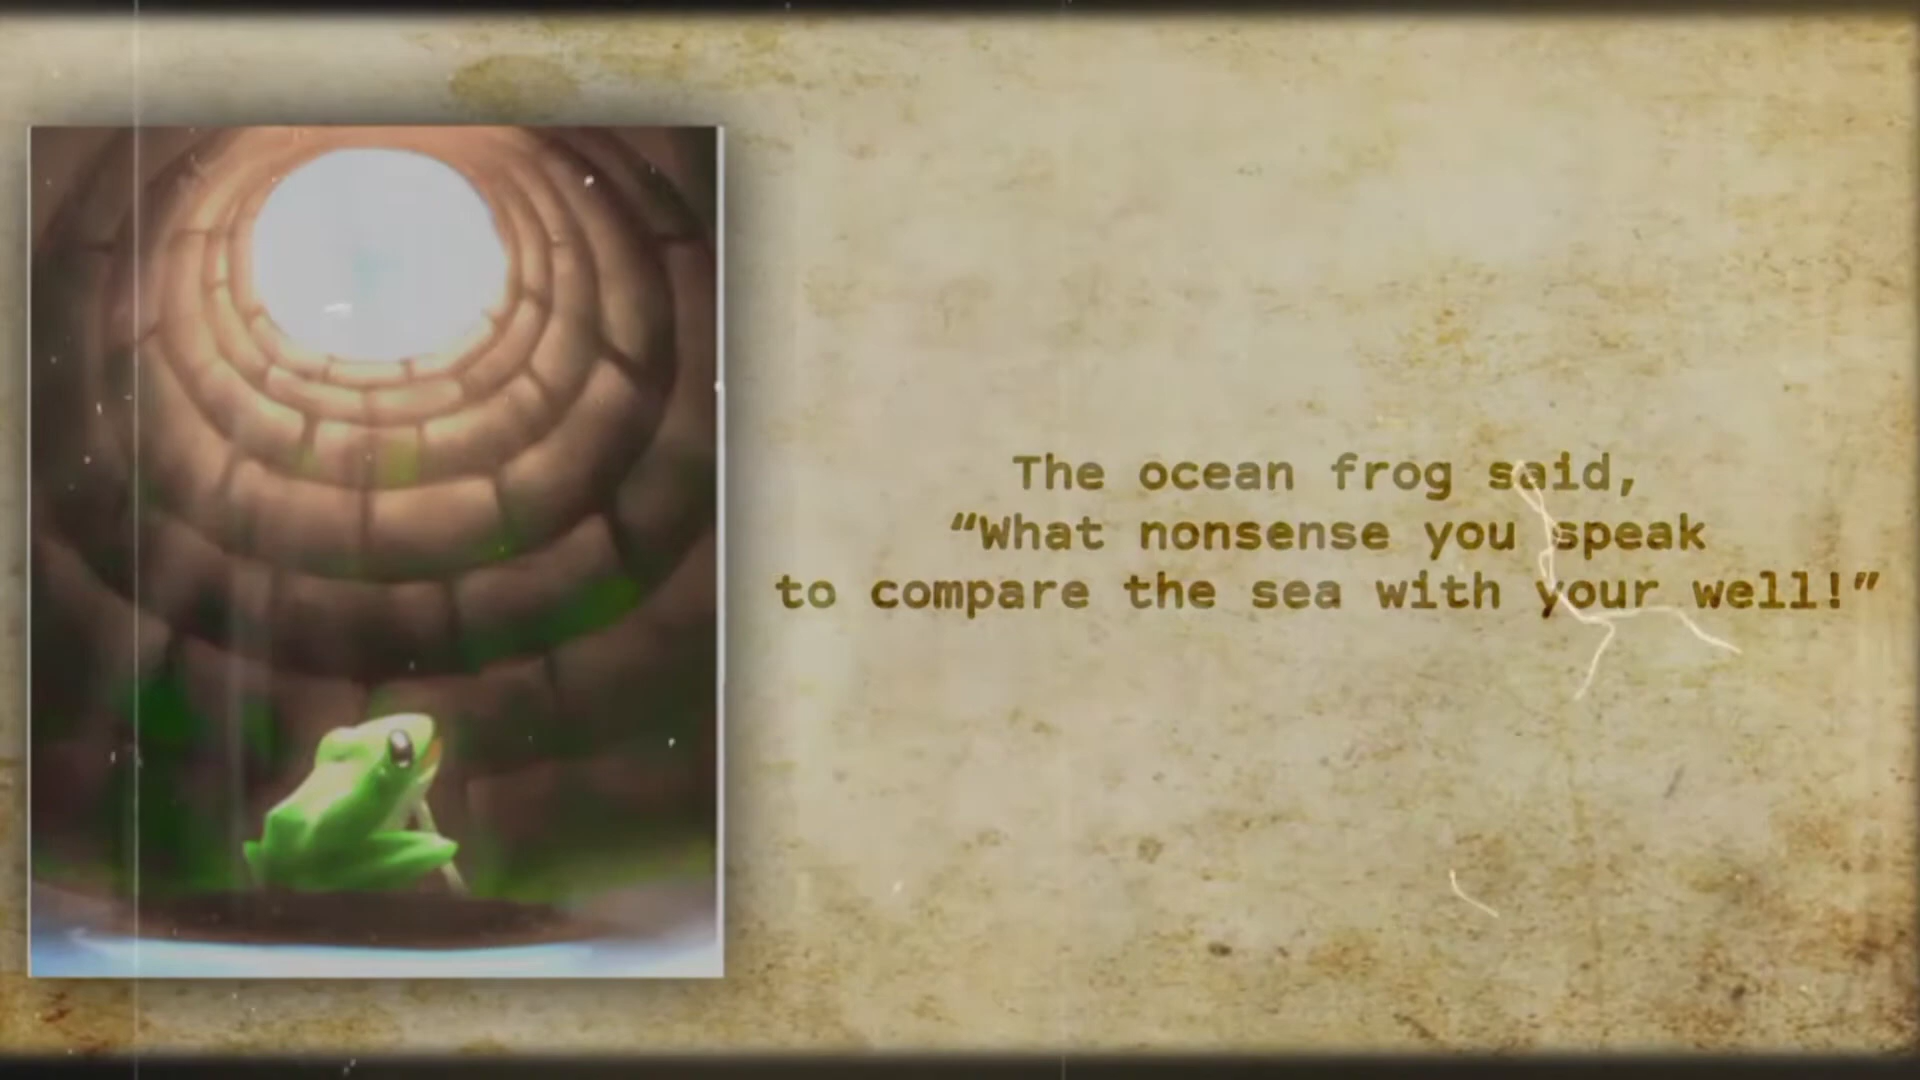 The ocean frog said,
“What nonsense you speak
to compare the sea with your well!”